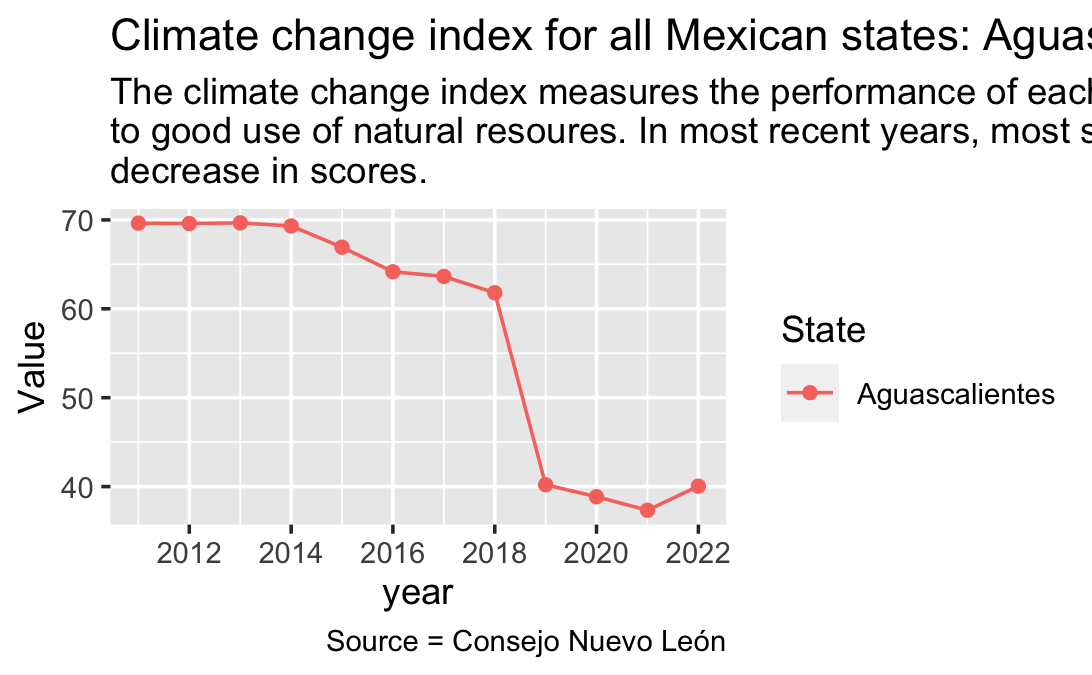 Climate change index for all Mexican states: Aguas
The climate change index measures the performance of each
to good use of natural resoures. In most recent years, most s
decrease in scores.
70
60
50
40
Value
2012 2014 2016 2018 2020 2022
year
State
Aguascalientes
Source = Consejo Nuevo León